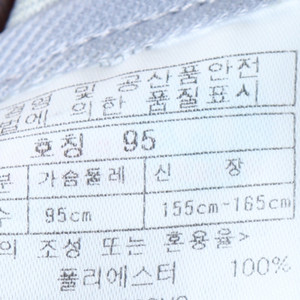 및 공산품안전
의한 품질표시
호칭 95
가슴둘레 신 장
95cm 155cm-165cm
의 조성 또는 혼용율>
폴리에스터 100%